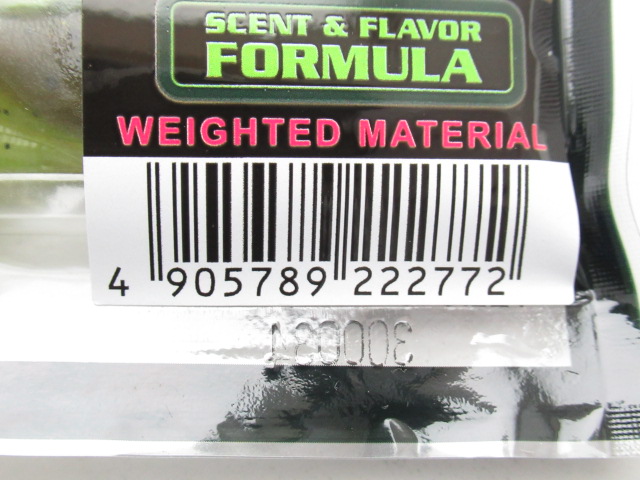 SCENT & FLAVOR
FORMULA
WEIGHTED MATERIAL
4 905789 222772